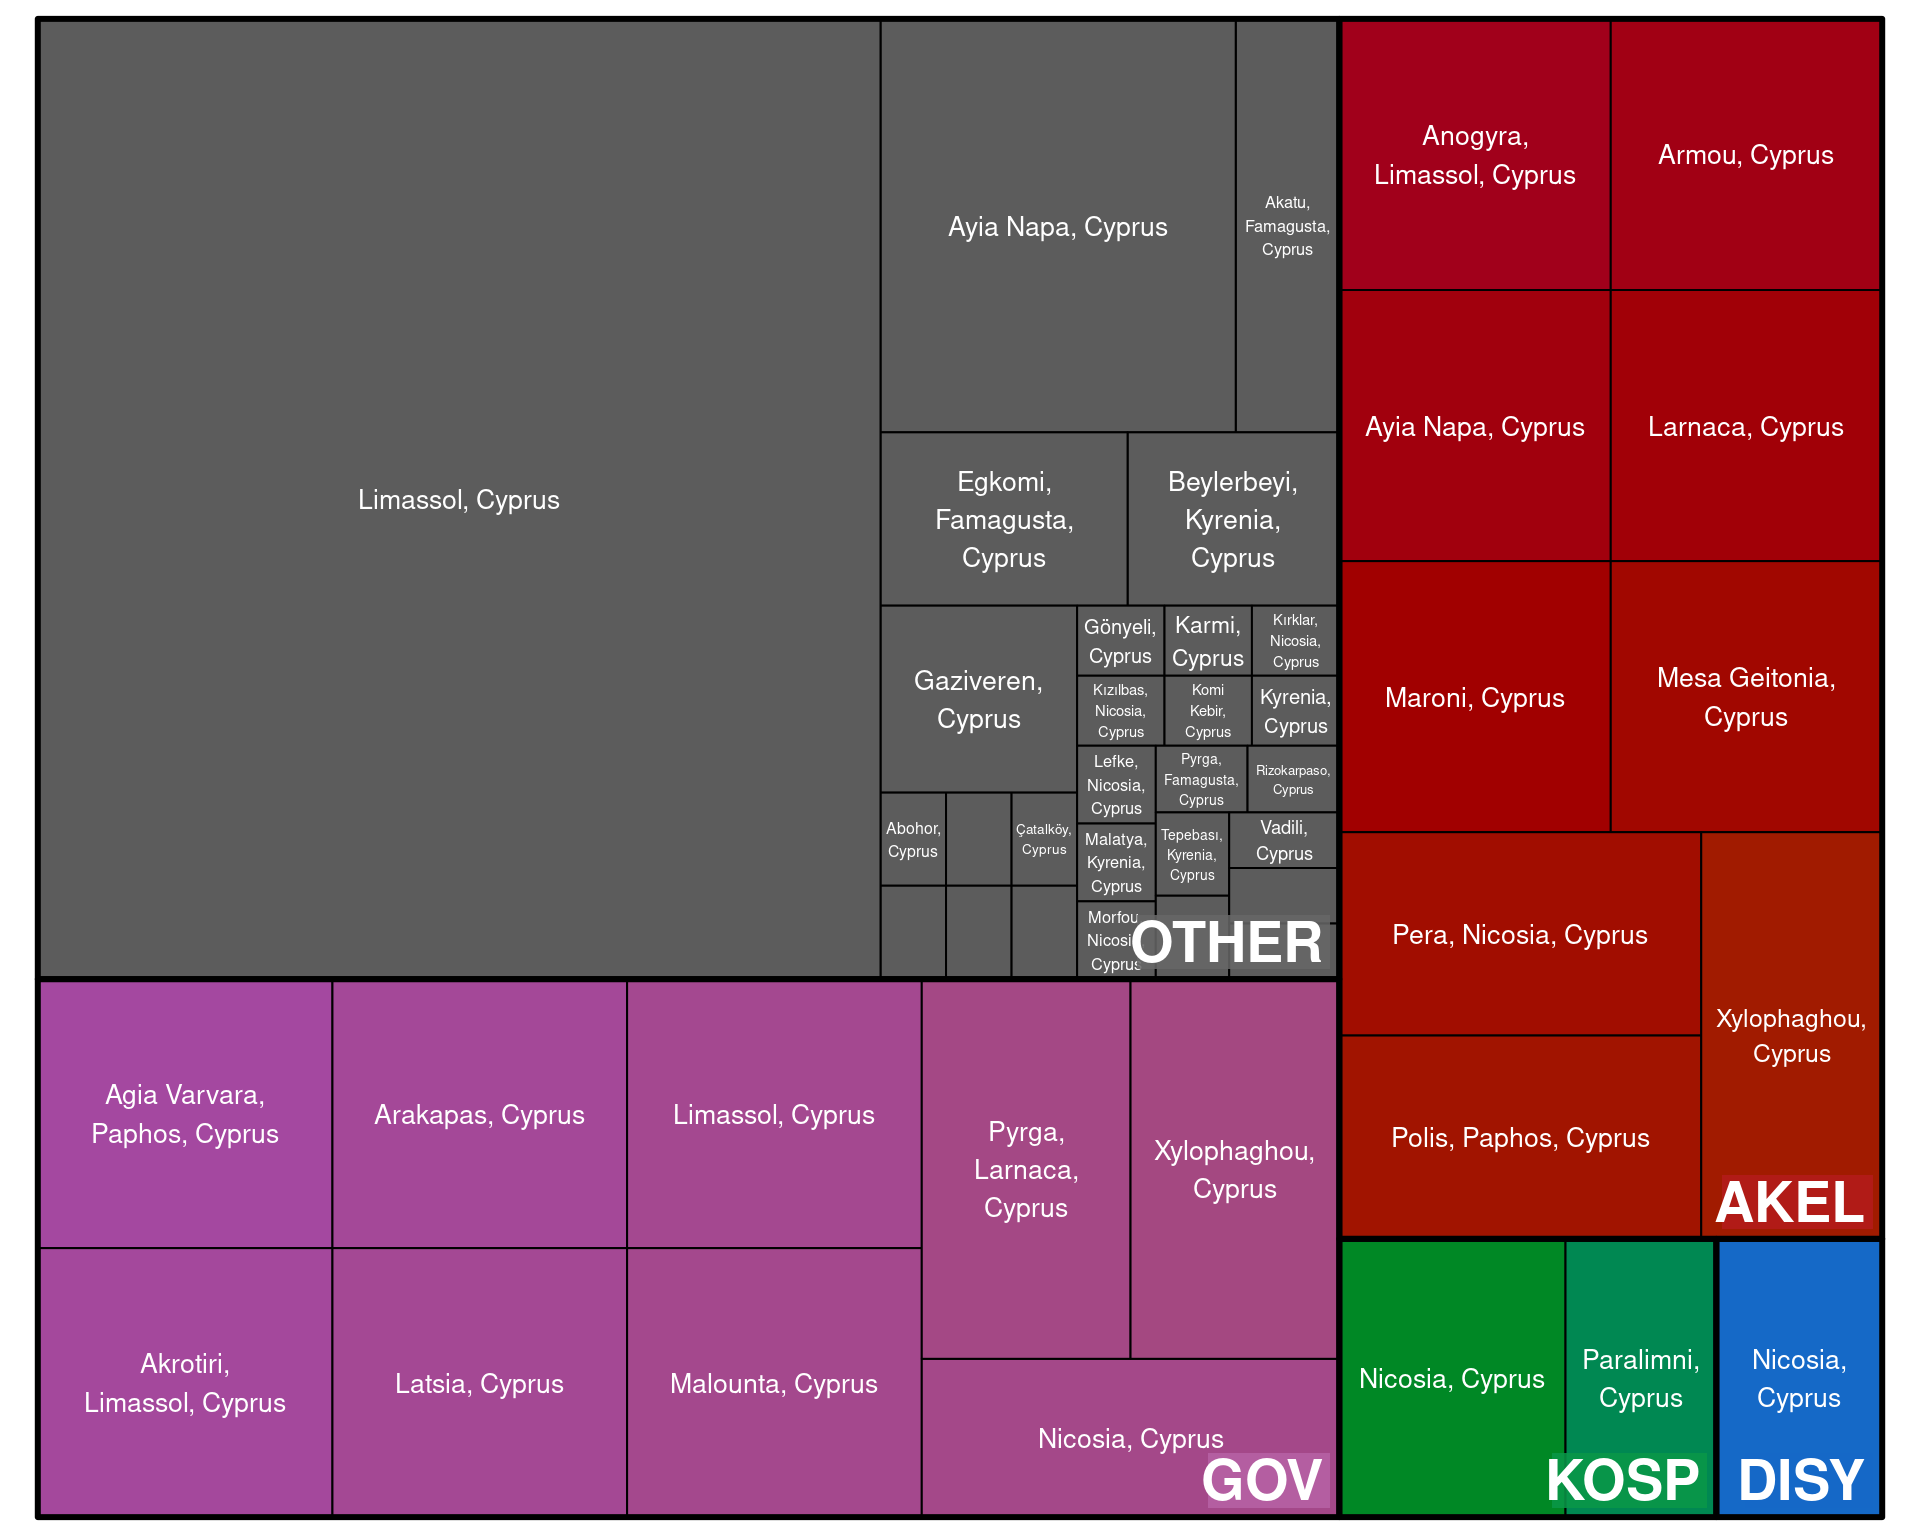 Limassol, Cyprus
Ayia Napa, Cyprus
Akatu,
Famagusta,
Cyprus
Egkomi,
Famagusta,
Cyprus
Beylerbeyi,
Kyrenia,
Cyprus
Gaziveren,
Cyprus
Gönyeli,
Cyprus
Karmi,
Cyprus
Kırklar,
Nicosia,
Cyprus
Kızılbas,
Nicosia,
Cyprus
Komi
Kebir,
Cyprus
Kyrenia,
Cyprus
Lefke,
Nicosia,
Cyprus
Pyrga,
Famagusta,
Cyprus
Rizokarpaso,
Cyprus
Abohor,
Cyprus
Çatalköy,
Cyprus
Malatya,
Kyrenia,
Cyprus
Tepebası,
Kyrenia,
Cyprus
Vadili,
Cyprus
Morfou,
Nicosia,
Cyprus
OTHER
Anogyra,
Limassol, Cyprus
Armou, Cyprus
Ayia Napa, Cyprus
Larnaca, Cyprus
Maroni, Cyprus
Mesa Geitonia,
Cyprus
Pera, Nicosia, Cyprus
Polis, Paphos, Cyprus
Xylophaghou,
Cyprus
AKEL
Agia Varvara,
Paphos, Cyprus
Arakapas, Cyprus
Limassol, Cyprus
Akrotiri,
Limassol, Cyprus
Latsia, Cyprus
Malounta, Cyprus
Pyrga,
Larnaca,
Cyprus
Xylophaghou,
Cyprus
Nicosia, Cyprus
GOV
Nicosia, Cyprus
Paralimni,
Cyprus
KOSP
Nicosia,
Cyprus
DISY